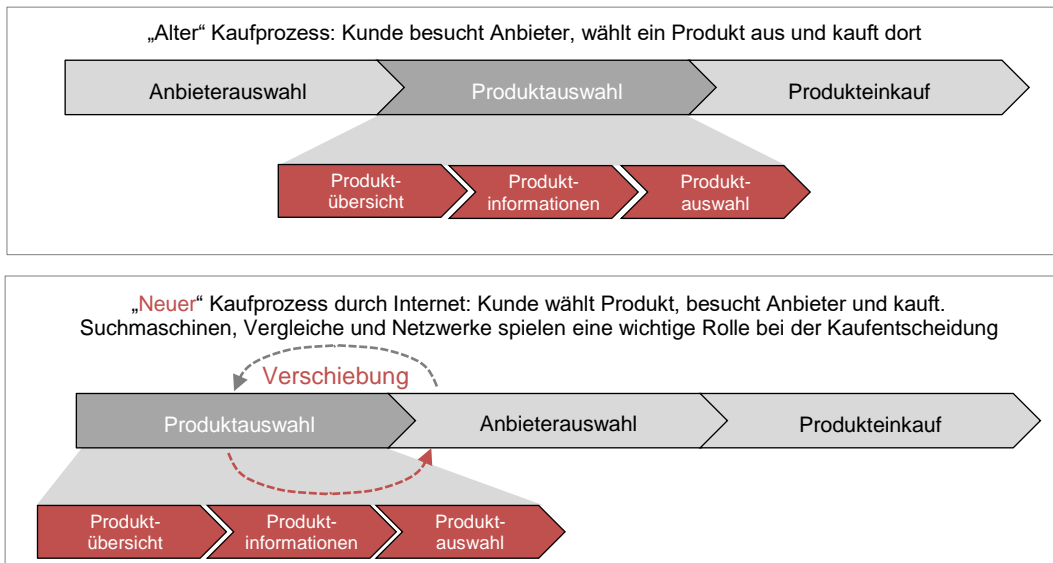 „Alter“ Kaufprozess: Kunde besucht Anbieter, wählt ein Produkt aus und kauft dort
Anbieterauswahl
Produktauswahl
Produkteinkauf
Produkt-
übersicht
Produkt-
informationen
Produkt-
auswahl
„Neuer“ Kaufprozess durch Internet: Kunde wählt Produkt, besucht Anbieter und kauft.
Suchmaschinen, Vergleiche und Netzwerke spielen eine wichtige Rolle bei der Kaufentscheidung
Verschiebung
Produktauswahl
Anbieterauswahl
Produkteinkauf
Produkt-
übersicht
Produkt-
informationen
Produkt-
auswahl